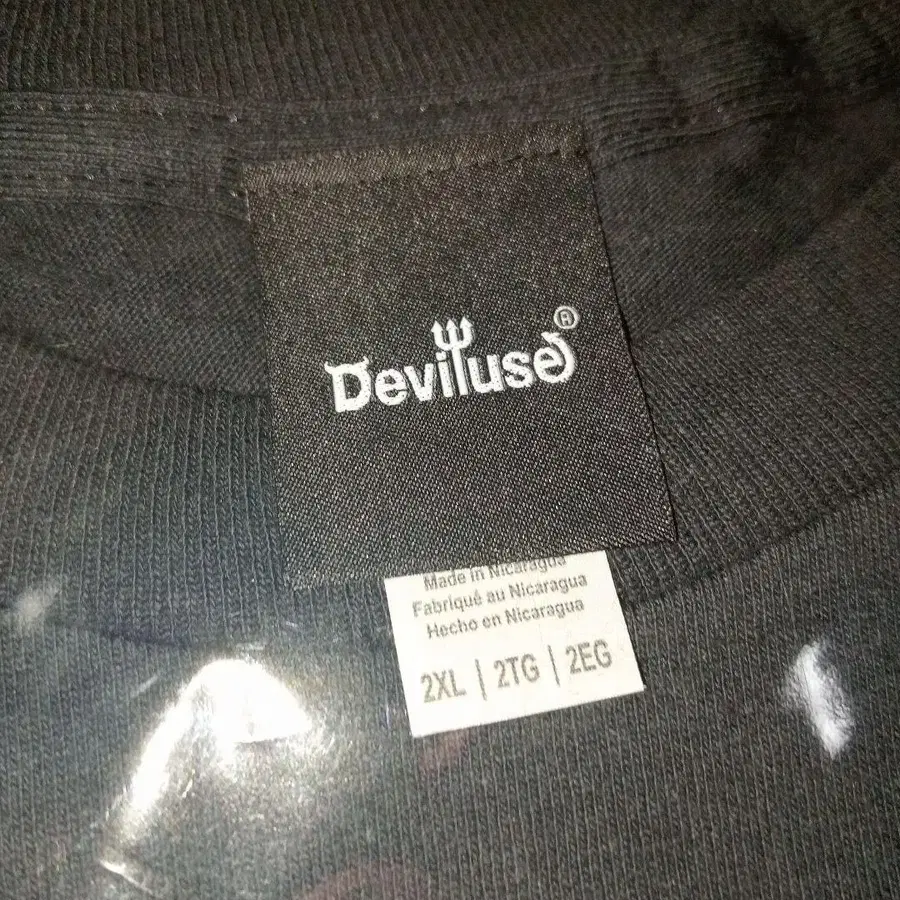 Deviluse®
Made in Nicaragua
Fabriqué au Nicaragua
Hecho en Nicaragua
2XL | 2TG | 2EG